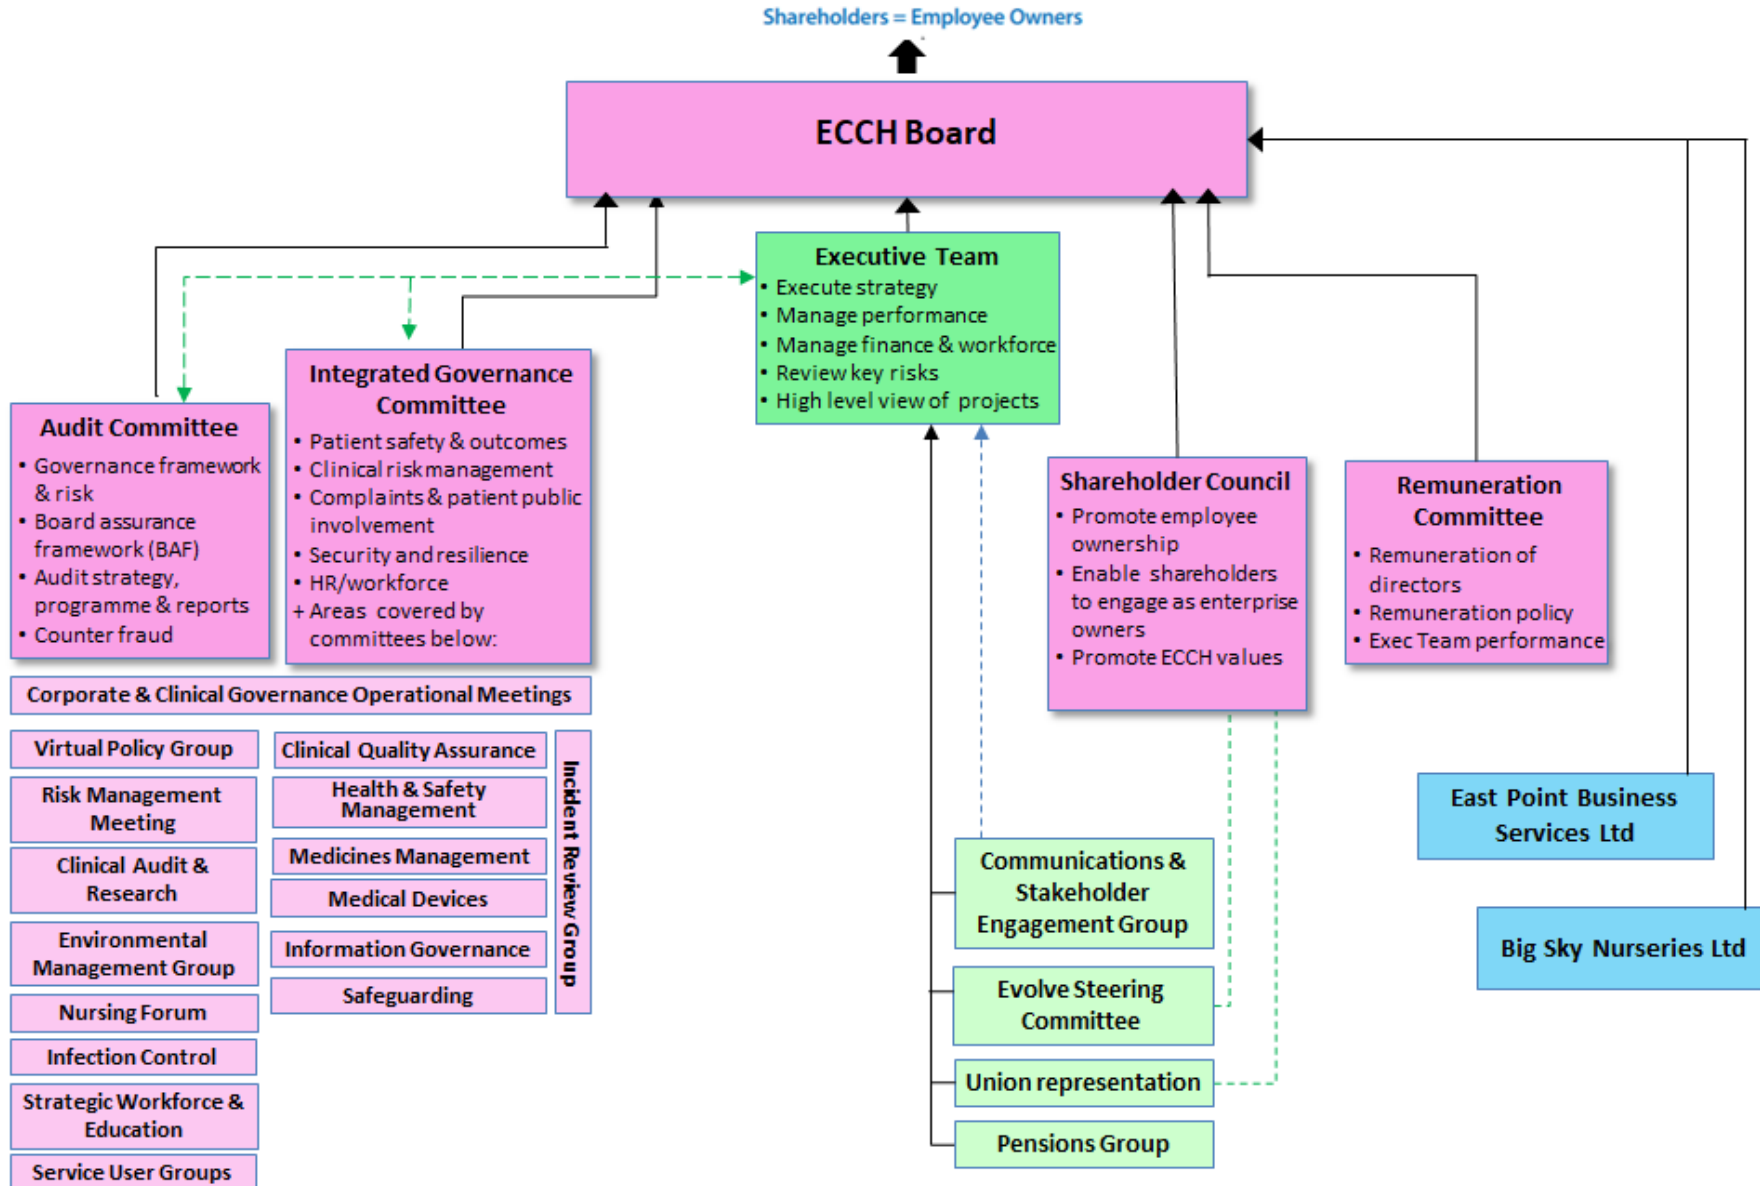 Shareholders = Employee Owners
ECCH Board
Executive Team
• Execute strategy
• Manage performance
• Manage finance & workforce
• Review key risks
• High level view of projects
Integrated Governance
Committee
• Patient safety & outcomes
• Clinical risk management
• Complaints & patient public
involvement
• Security and resilience
• HR/workforce
+ Areas covered by
committees below:
Audit Committee
• Governance framework
& risk
• Board assurance
framework (BAF)
• Audit strategy,
programme & reports
• Counter fraud
Shareholder Council
• Promote employee
ownership
• Enable shareholders
to engage as enterprise
owners
• Promote ECCH values
Remuneration
Committee
• Remuneration of
directors
• Remuneration policy
• Exec Team performance
Corporate & Clinical Governance Operational Meetings
Virtual Policy Group
Risk Management
Meeting
Clinical Audit &
Research
Environmental
Management Group
Nursing Forum
Infection Control
Strategic Workforce &
Education
Service User Groups
Clinical Quality Assurance
Health & Safety
Management
Medicines Management
Medical Devices
Information Governance
Safeguarding
Incident Review Group
Communications &
Stakeholder
Engagement Group
Evolve Steering
Committee
Union representation
Pensions Group
East Point Business
Services Ltd
Big Sky Nurseries Ltd